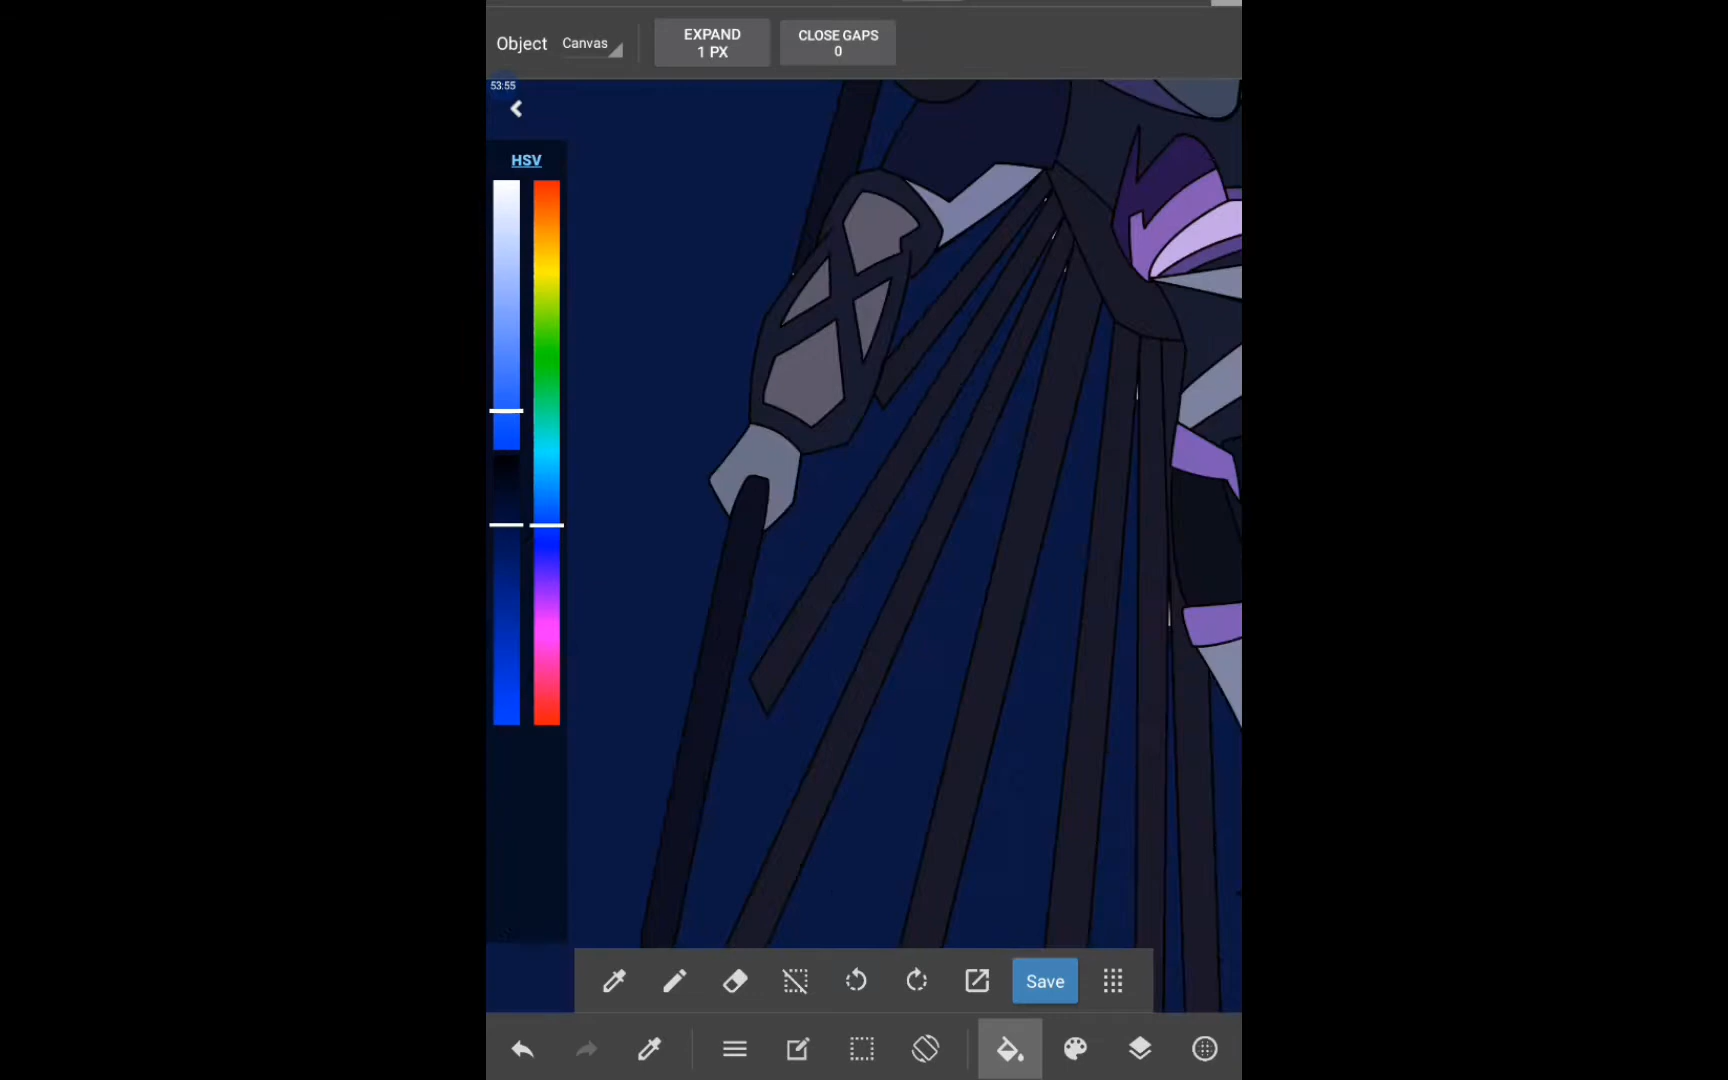 Object
Canvas
EXPAND
1 PX
CLOSE GAPS
0
53:55
HSV
Save